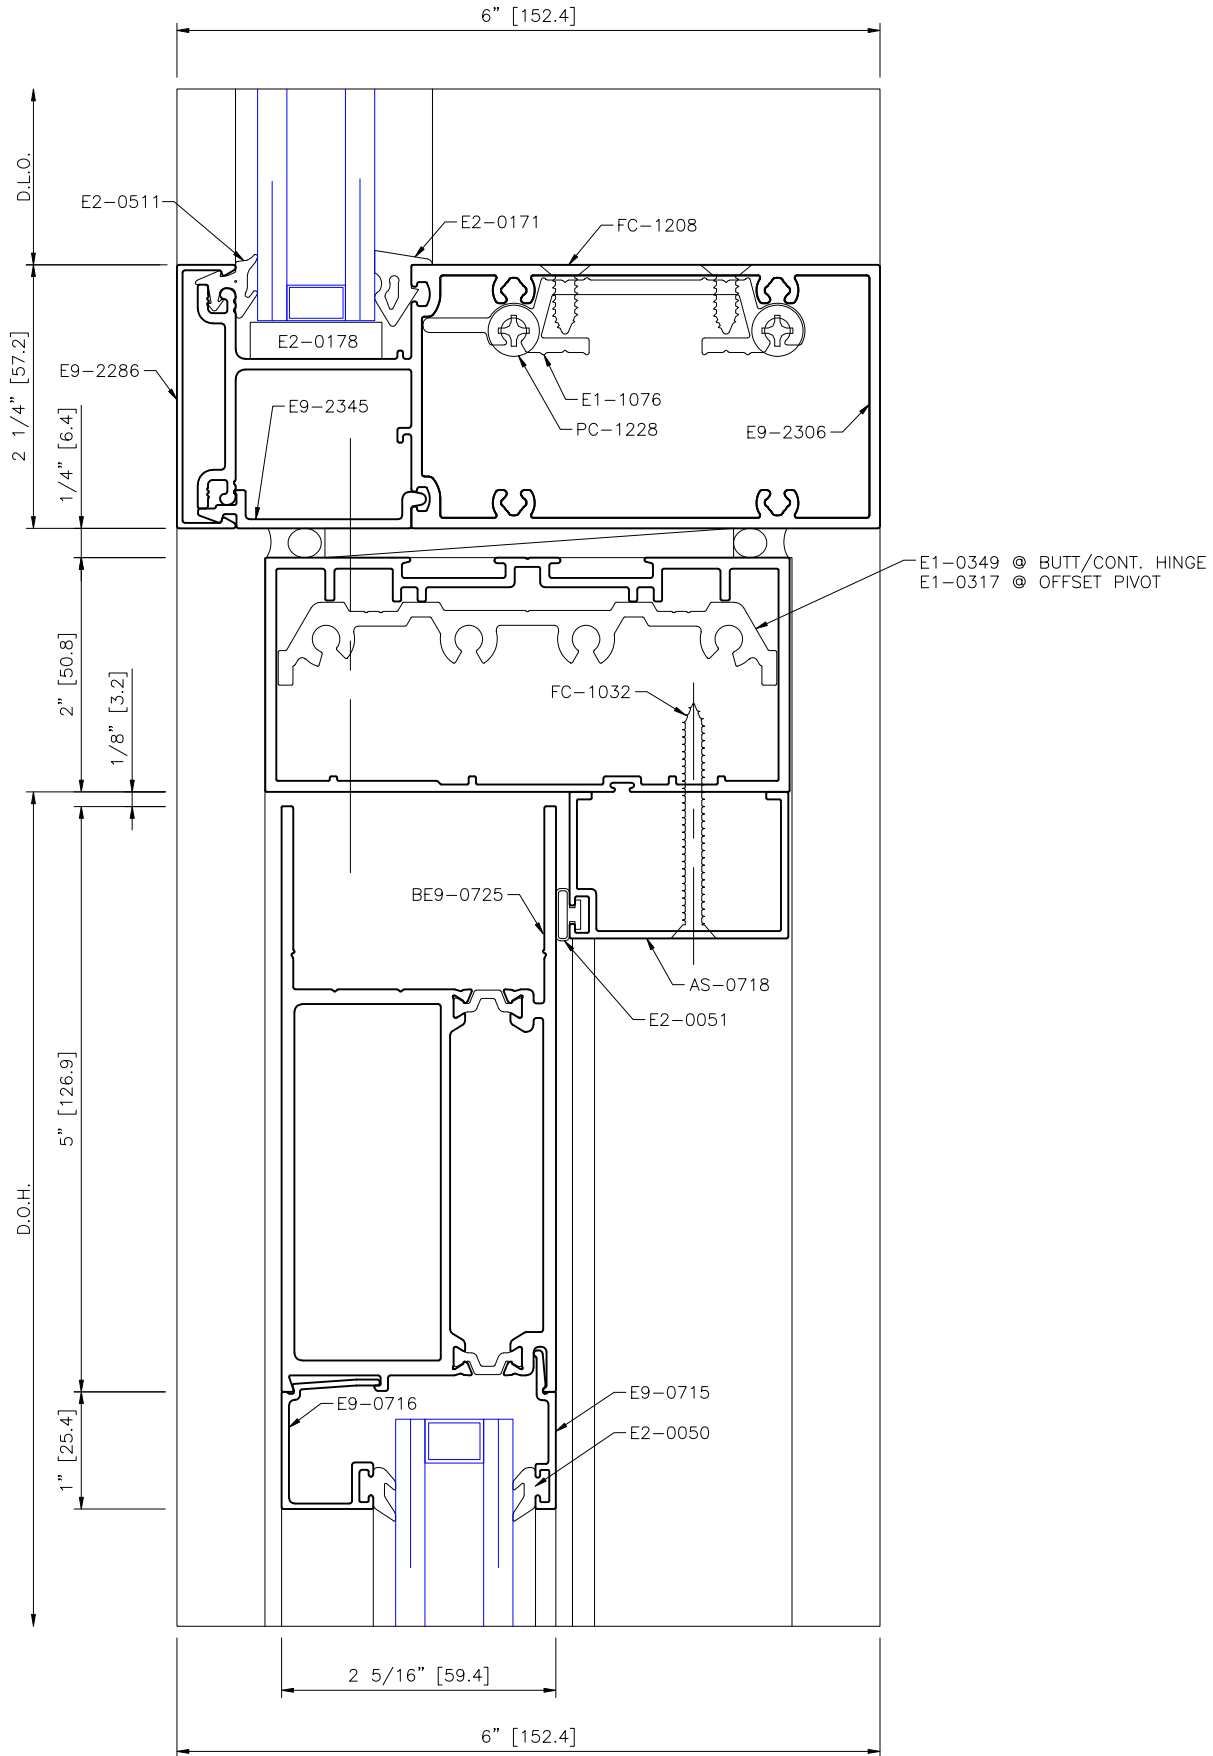 6” [152.4]
D.L.O.
E2-0511
E2-0171
FC-1208
2 1/4” [57.2]
E2-0178
E9-2286
E1-1076
E9-2345
PC-1228
E9-2306
1/4” [6.4]
E1-0349 @ BUTT/CONT. HINGE
E1-0317 @ OFFSET PIVOT
2” [50.8]
FC-1032
1/8” [3.2]
BE9-0725
AS-0718
E2-0051
5” [126.9]
D.O.H.
E9-0716
E9-0715
E2-0050
1” [25.4]
2 5/16” [59.4]
6” [152.4]